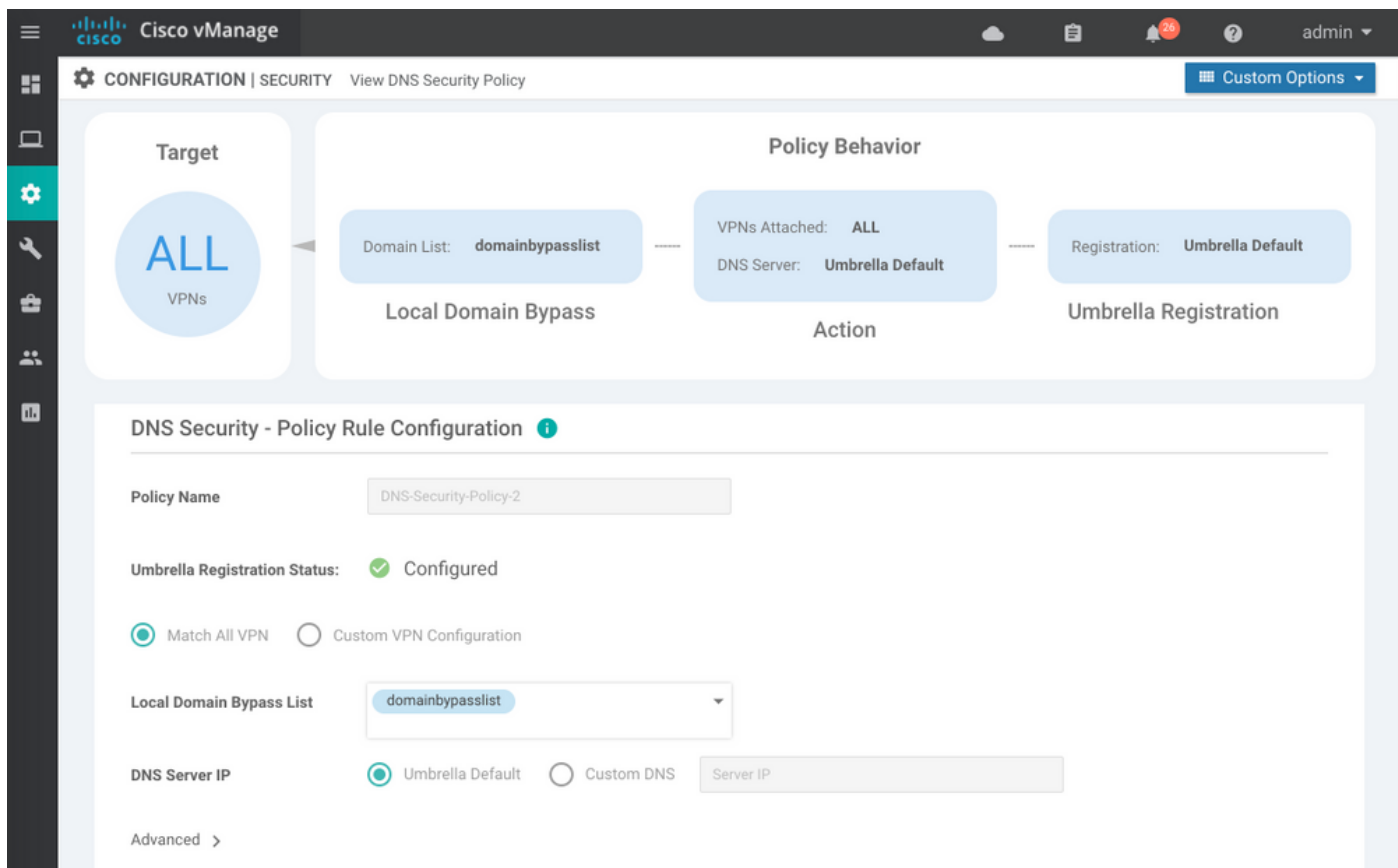 CISCO Cisco vManage 26 admin
CONFIGURATION | SECURITY View DNS Security Policy Custom Options
Target
ALL
VPNs
Policy Behavior
Domain List: domainbypasslist
Local Domain Bypass
VPNs Attached: ALL
DNS Server: Umbrella Default
Action
Registration: Umbrella Default
Umbrella Registration
DNS Security - Policy Rule Configuration i
Policy Name DNS-Security-Policy-2
Umbrella Registration Status: Configured
Match All VPN Custom VPN Configuration
Local Domain Bypass List domainbypasslist
DNS Server IP Umbrella Default Custom DNS Server IP
Advanced >